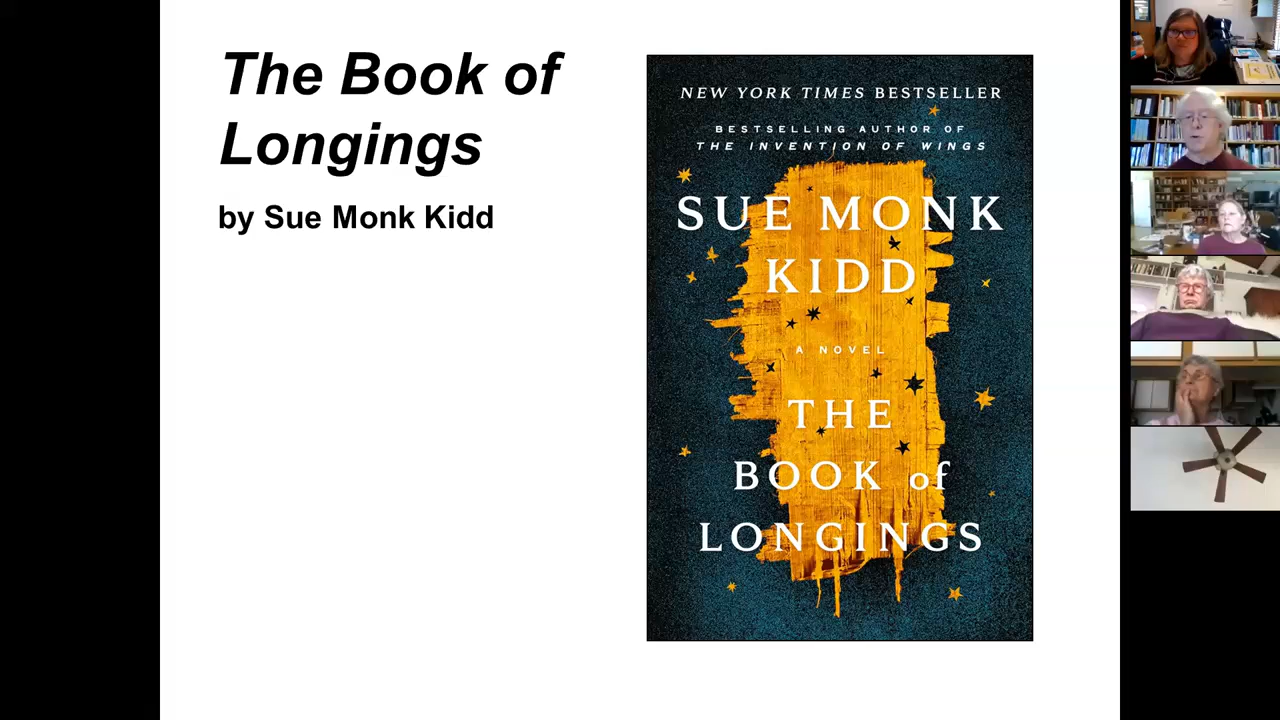 The Book of
Longings
by Sue Monk Kidd
NEW YORK TIMES BESTSELLER
BESTSELLING AUTHOR OF
THE INVENTION OF WINGS
SUE MONK
KIDD
A NOVEL
THE
BOOK of
LONGINGS